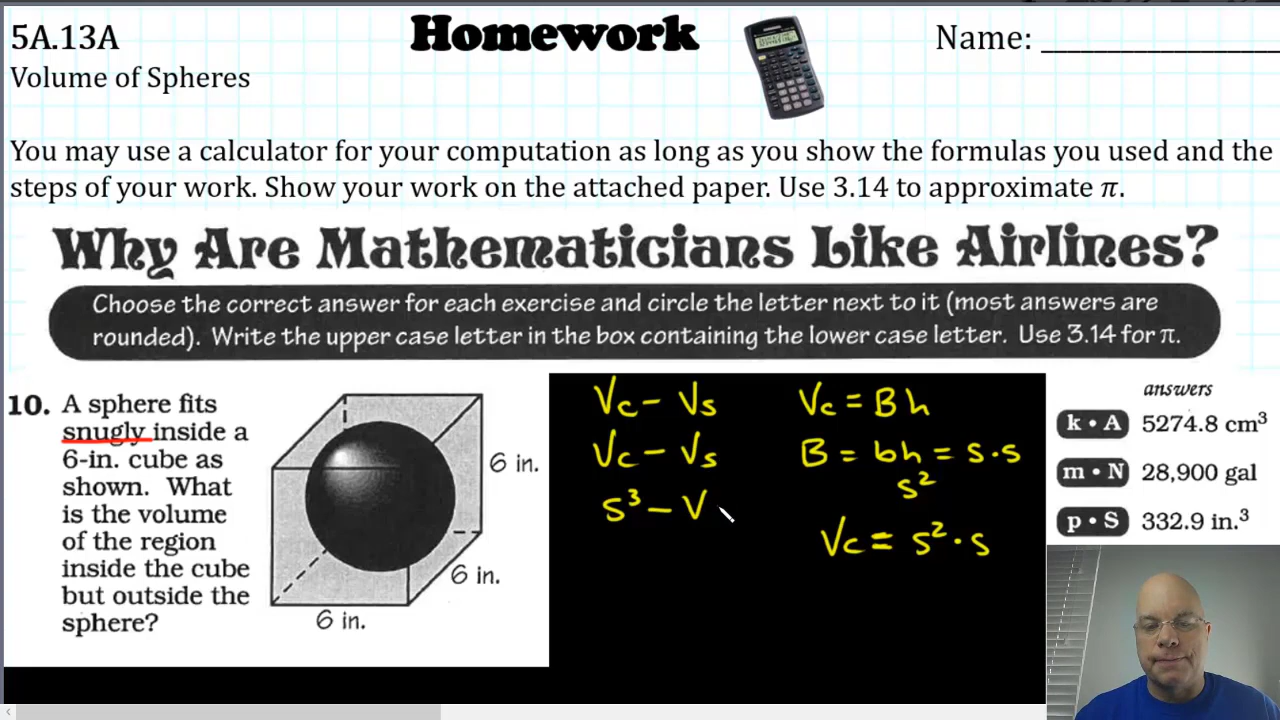 5A.13A
Homework
Name:
Volume of Spheres
You may use a calculator for your computation as long as you show the formulas you used and the
steps of your work. Show your work on the attached paper. Use 3.14 to approximate π.
Why Are Mathematicians Like Airlines?
Choose the correct answer for each exercise and circle the letter next to it (most answers are
rounded). Write the upper case letter in the box containing the lower case letter. Use 3.14 for π.
10. A sphere fits
snugly inside a
6-in. cube as
shown. What
is the volume
of the region
inside the cube
but outside the
sphere?
6 in.
6 in.
6 in.
Vc - Vs
Vc - Vs
s³ - V
Vc = Bh
B = bh = s·s
s²
Vc = s²·s
answers
k • A 5274.8 cm³
m • N 28,900 gal
p • S 332.9 in.³